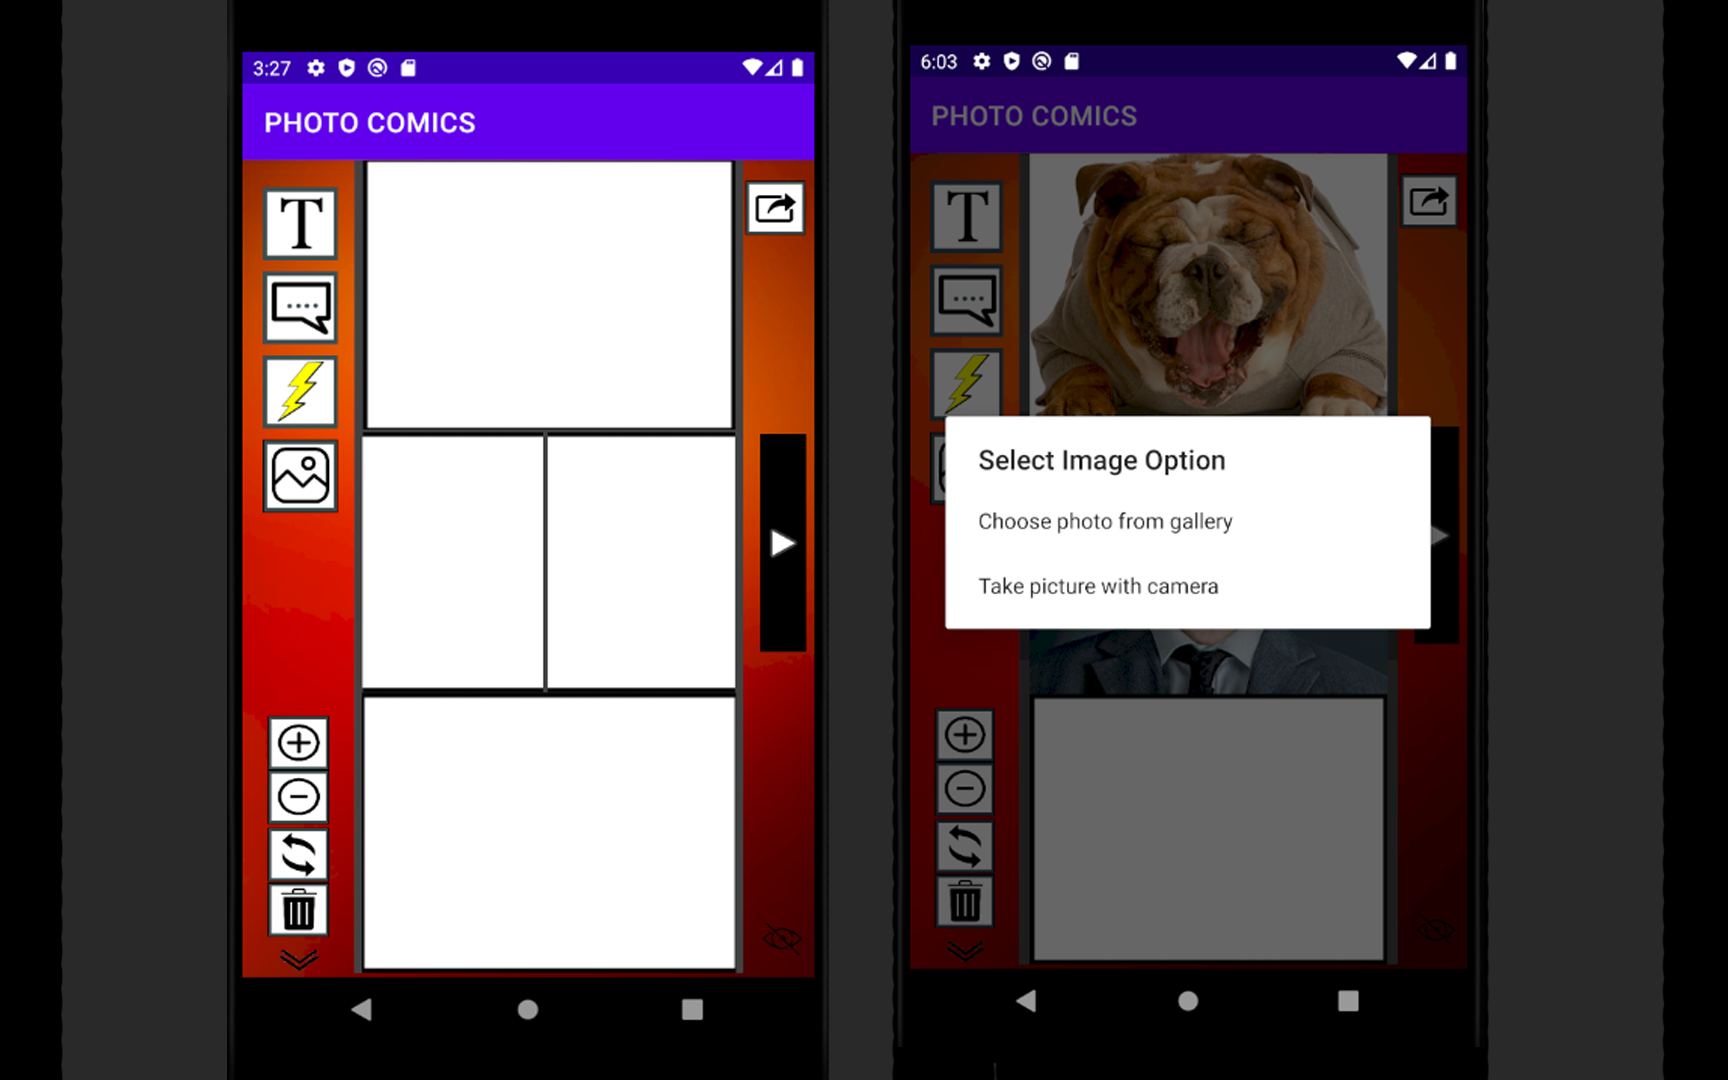 3:27
PHOTO COMICS
T
6:03
PHOTO COMICS
T
Select Image Option
Choose photo from gallery
Take picture with camera